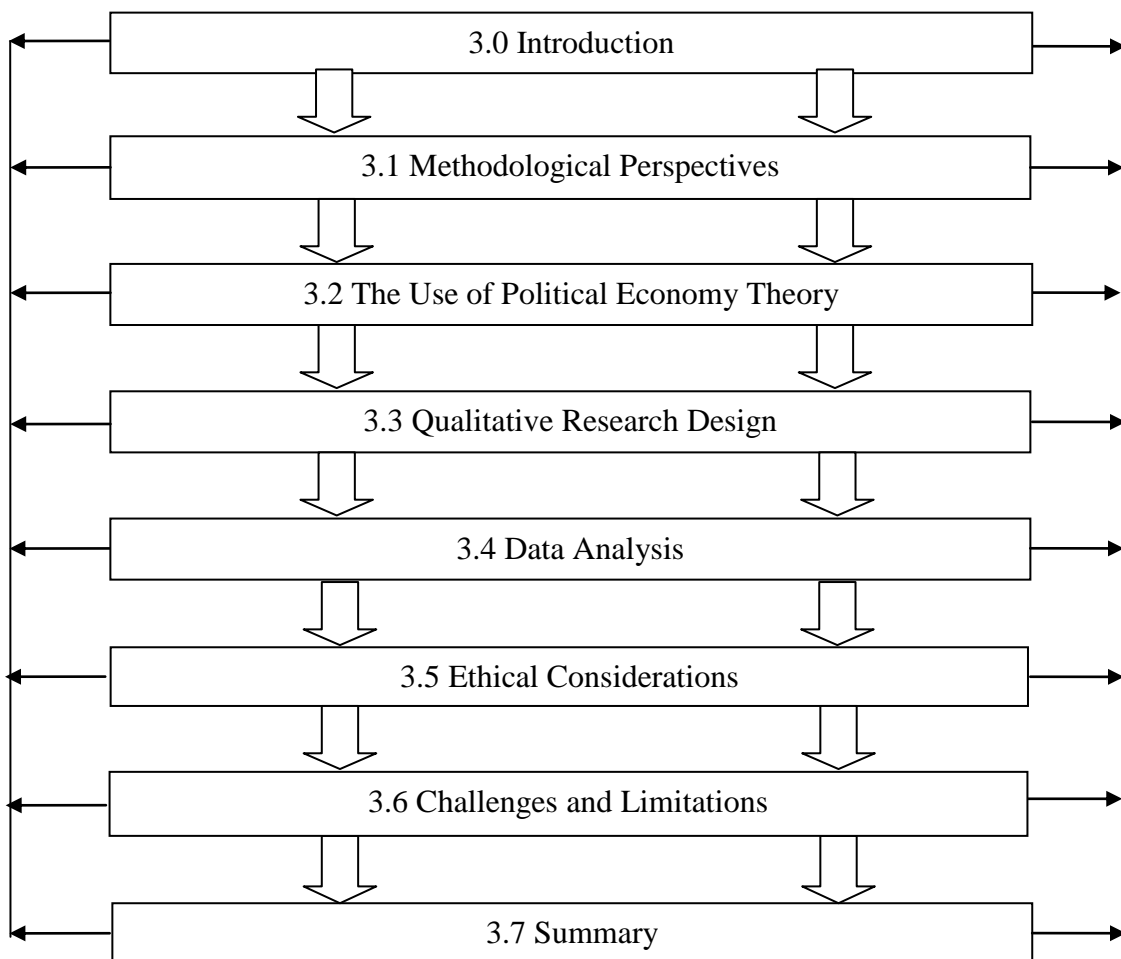 3.0 Introduction
3.1 Methodological Perspectives
3.2 The Use of Political Economy Theory
3.3 Qualitative Research Design
3.4 Data Analysis
3.5 Ethical Considerations
3.6 Challenges and Limitations
3.7 Summary